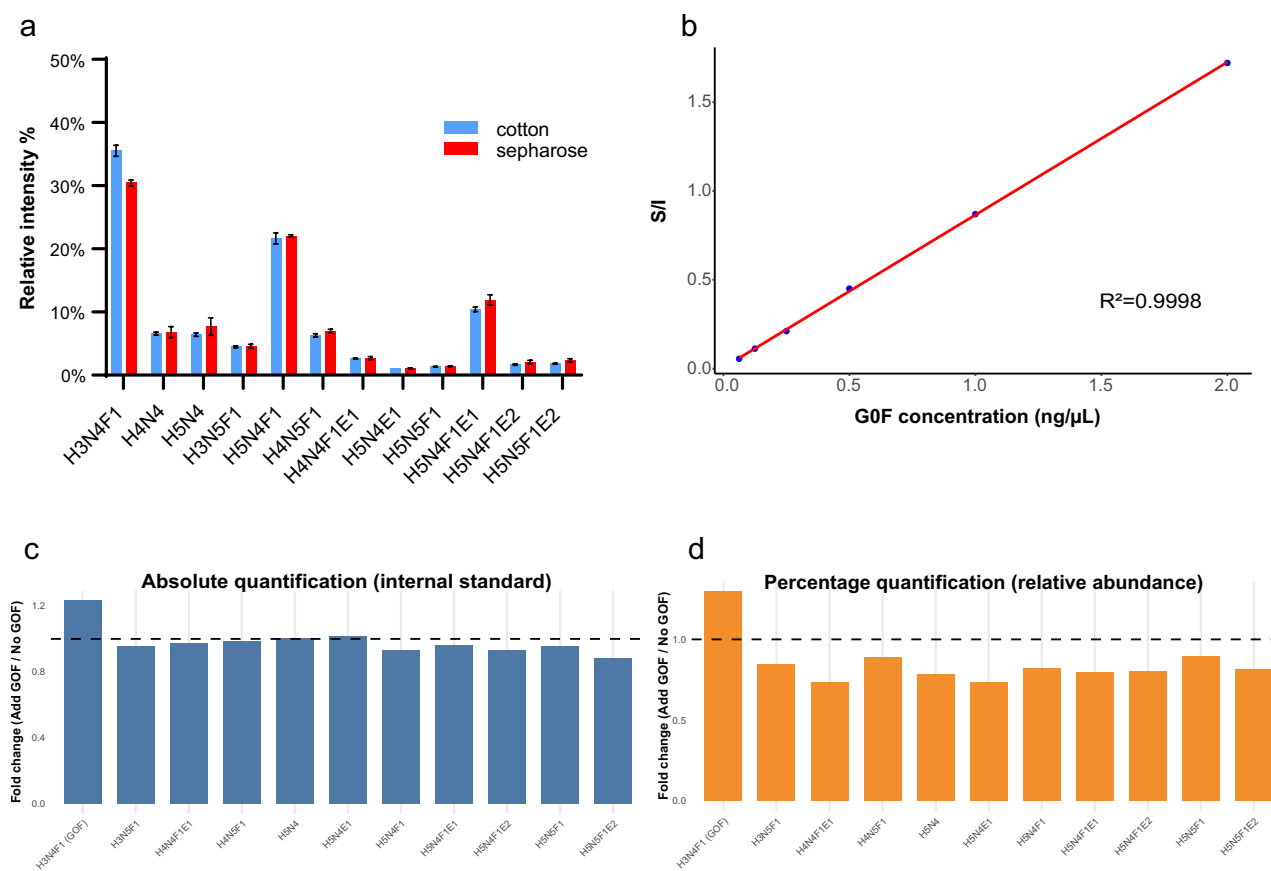 a
50%
40%
30%
20%
10%
0%
Relative intensity %
cotton
sepharose
H3N4F1
H4N4
H5N4
H3N5F1
H5N4F1
H4N5F1
H4N4F1E1
H5N4E1
H5N5F1
H5N4F1E1
H5N4F1E2
H5N5F1E2
b
1.5
1.0
0.5
0.0
S/I
R²=0.9998
0.0
0.5
1.0
1.5
2.0
G0F concentration (ng/µL)
c
Absolute quantification (internal standard)
Fold change (Add GOF / No GOF)
1.2
1.0
0.8
0.4
0.0
H3N4F1 (GOF)
H3N5F1
H4N4F1E1
H4N5F1
H5N4
H5N4E1
H5N4F1
H5N4F1E1
H5N4F1E2
H5N5F1
H5N5F1E2
d
Percentage quantification (relative abundance)
Fold change (Add GOF / No GOF)
1.0
0.5
0.0
H3N4F1 (GOF)
H3N5F1
H4N4F1E1
H4N5F1
H5N4
H5N4E1
H5N4F1
H5N4F1E1
H5N4F1E2
H5N5F1
H5N5F1E2